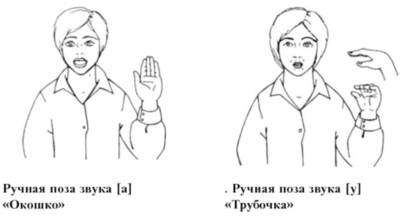 Ручная поза звука [а]
«Окошко»
. Ручная поза звука [у]
«Трубочка»